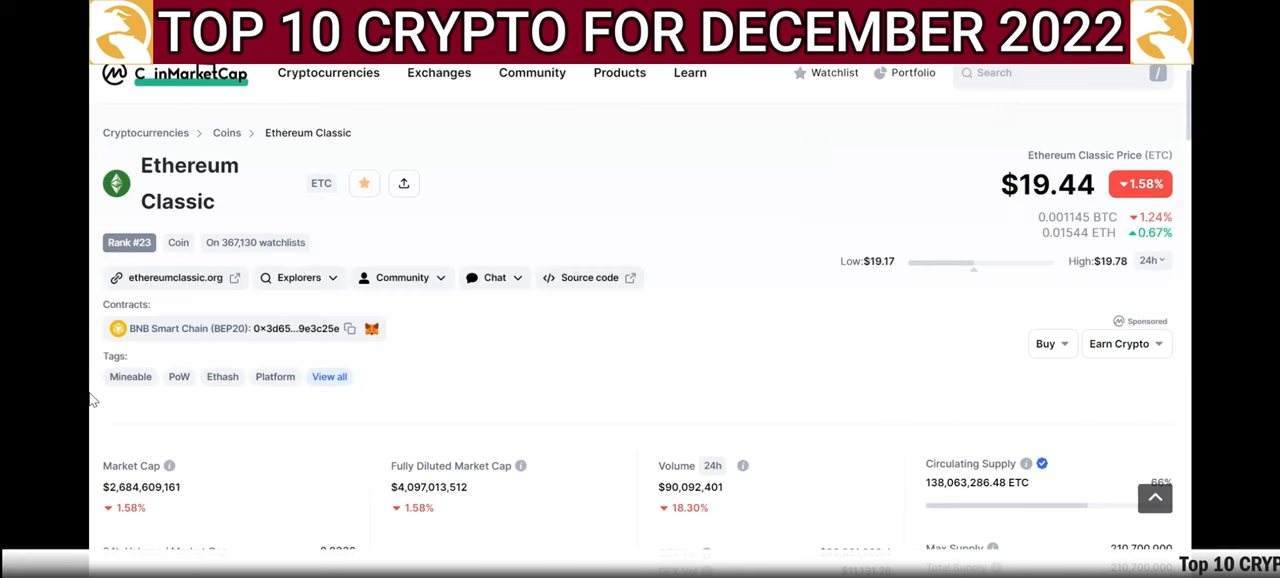 TOP 10 CRYPTO FOR DECEMBER 2022
CoinMarketCap Cryptocurrencies Exchanges Community Products Learn Watchlist Portfolio Search /
Cryptocurrencies > Coins > Ethereum Classic
Ethereum Classic Price (ETC)
Ethereum
Classic
ETC
$19.44 1.58%
0.001145 BTC 1.24%
0.01544 ETH 0.67%
Rank #23 Coin On 367,130 watchlists
Low:$19.17 High:$19.78 24h
ethereumclassic.org Explorers Community Chat Source code
Contracts:
BNB Smart Chain (BEP20): 0x3d65...9e3c25e
Sponsored
Buy Earn Crypto
Tags:
Mineable PoW Ethash Platform View all
Market Cap Fully Diluted Market Cap Volume 24h Circulating Supply
$2,684,609,161 $4,097,013,512 $90,092,401 138,063,286.48 ETC 66%
1.58% 1.58% 18.30%
Max Supply 210,700,000
Total Supply 210,700,000
Top 10 CRYP